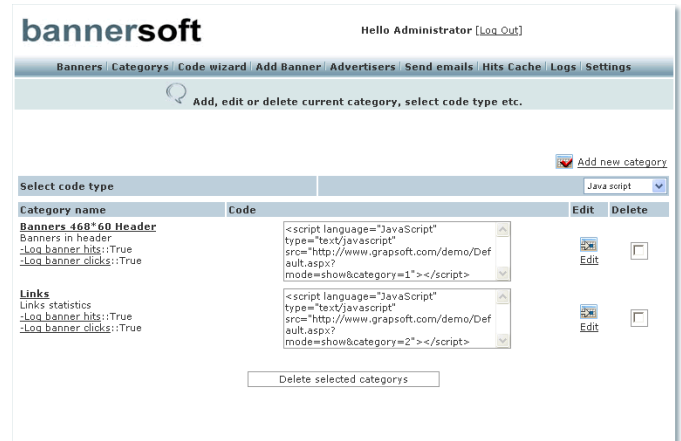 bannersoft
Hello Administrator [Log Out]
Banners Categorys Code wizard Add Banner Advertisers Send emails Hits Cache Logs Settings
Add, edit or delete current category, select code type etc.
Add new category
Select code type Java script
Category name Code Edit Delete
Banners 468*60 Header
Banners in header
-Log banner hits::True
-Log banner clicks::True
<script language="JavaScript"
type="text/javascript"
src="http://www.grapsoft.com/demo/Def
ault.aspx?
mode=show&category=1"></script>
Edit
Links
Links statistics
-Log banner hits::True
-Log banner clicks::True
<script language="JavaScript"
type="text/javascript"
src="http://www.grapsoft.com/demo/Def
ault.aspx?
mode=show&category=2"></script>
Edit
Delete selected categorys